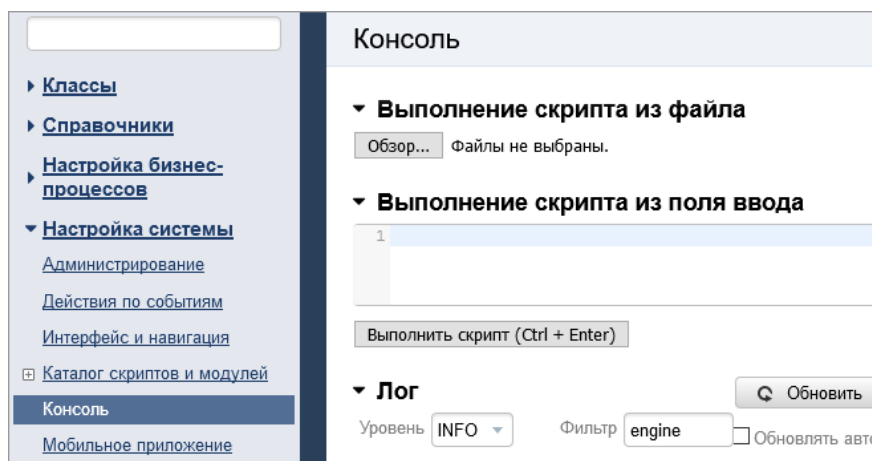 Консоль
Классы
Справочники
Настройка бизнес-
процессов
Настройка системы
Администрирование
Действия по событиям
Интерфейс и навигация
Каталог скриптов и модулей
Консоль
Мобильное приложение
Выполнение скрипта из файла
Обзор... Файлы не выбраны.
Выполнение скрипта из поля ввода
1
Выполнить скрипт (Ctrl + Enter)
Лог
Обновить
Уровень INFO Фильтр engine Обновлять авто